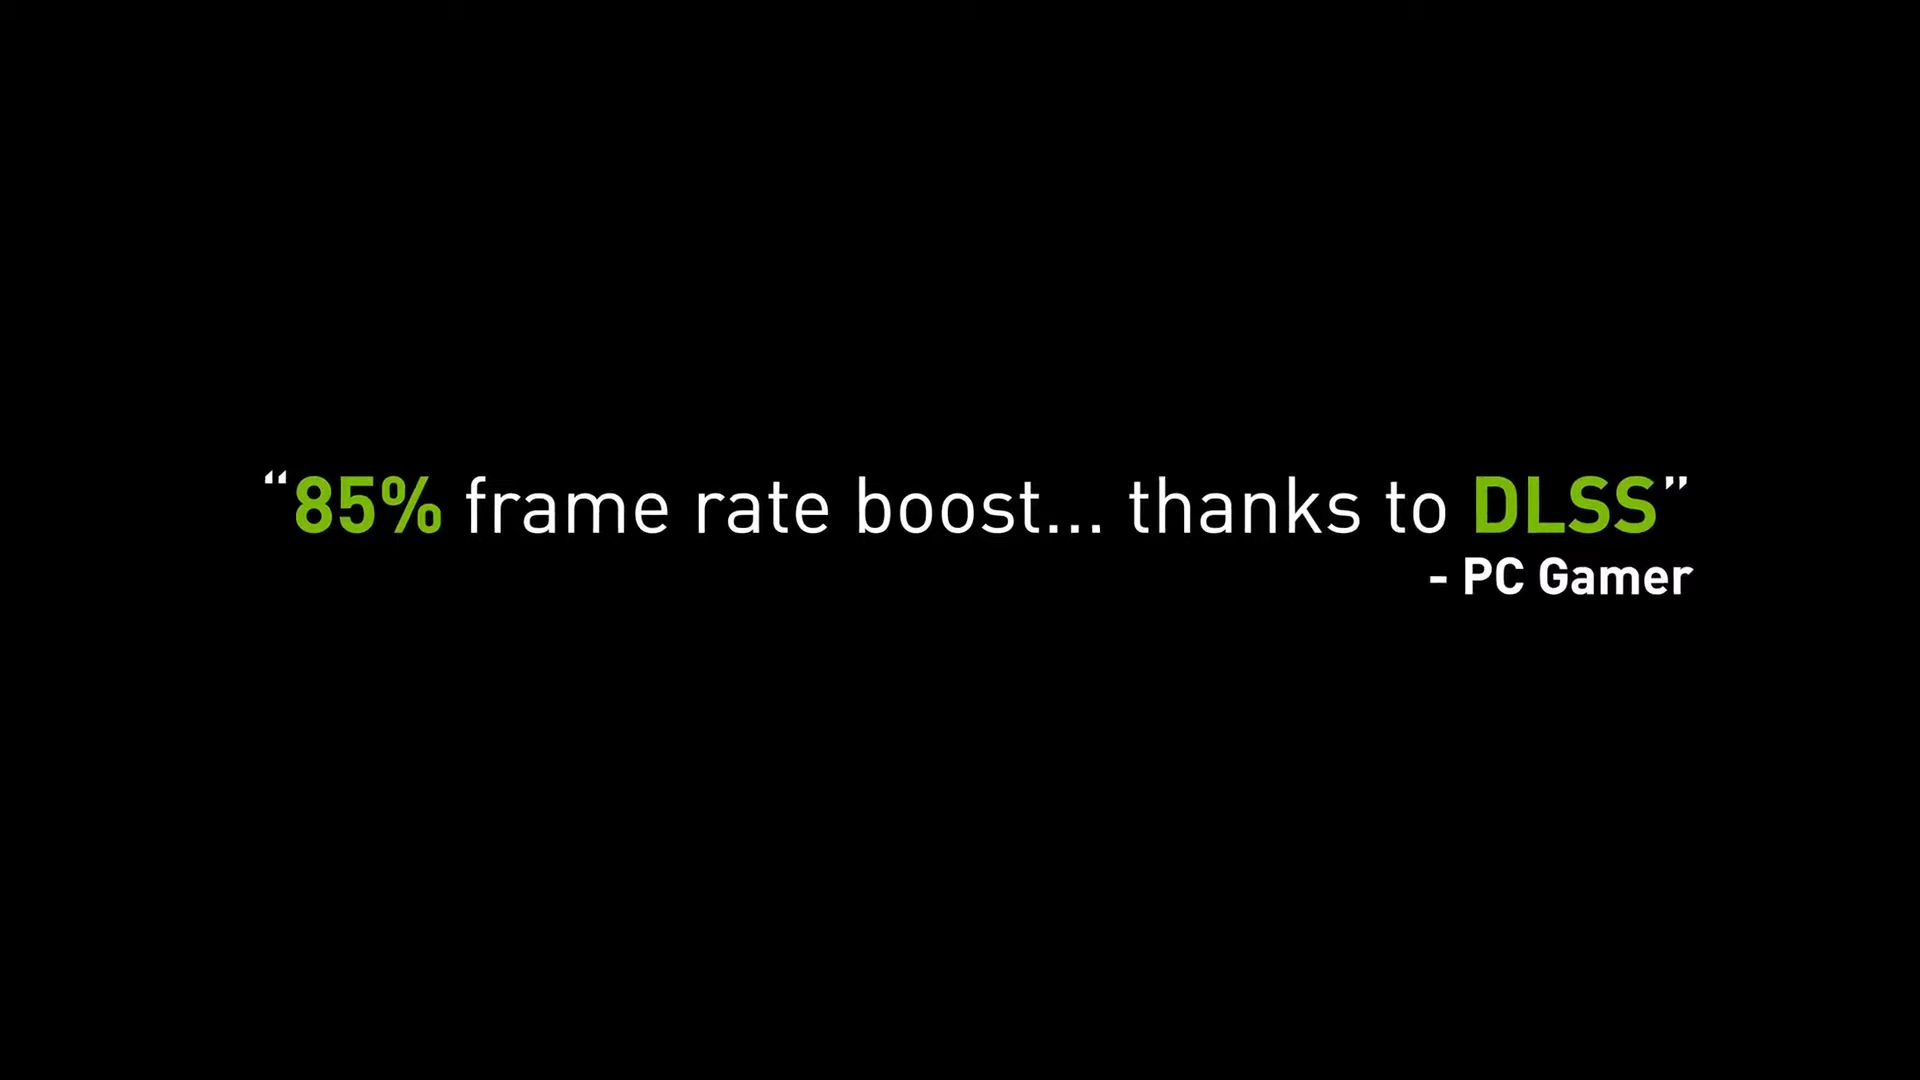 “85% frame rate boost... thanks to DLSS”
- PC Gamer